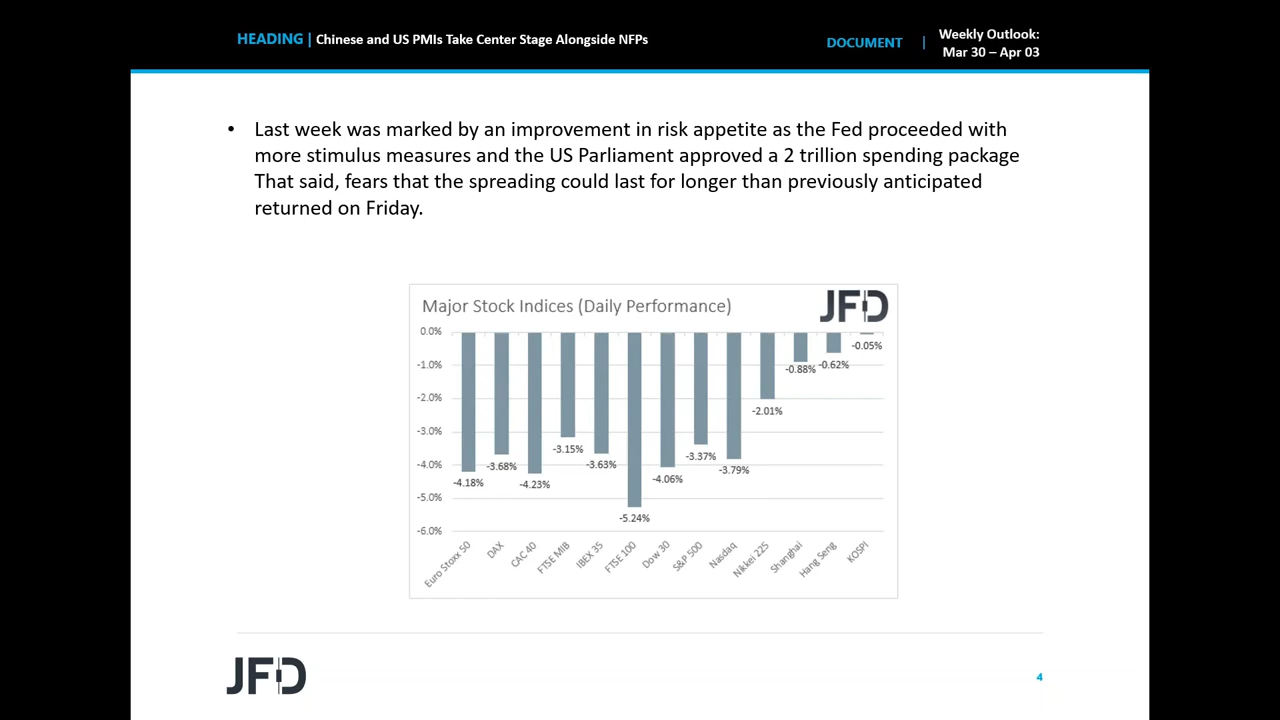 HEADING | Chinese and US PMIs Take Center Stage Alongside NFPs
DOCUMENT | Weekly Outlook:
Mar 30 – Apr 03
• Last week was marked by an improvement in risk appetite as the Fed proceeded with
more stimulus measures and the US Parliament approved a 2 trillion spending package
That said, fears that the spreading could last for longer than previously anticipated
returned on Friday.
Major Stock Indices (Daily Performance)
JFD
0.0%
-1.0%
-2.0%
-3.0%
-4.0%
-5.0%
-6.0%
-4.18%
-3.68%
-4.23%
-3.15%
-3.63%
-5.24%
-4.06%
-3.37%
-3.79%
-2.01%
-0.88%
-0.62%
-0.05%
Euro Stoxx 50
DAX
CAC 40
FTSE MIB
IBEX 35
FTSE 100
Dow 30
S&P 500
Nasdaq
Nikkei 225
Shanghai
Hang Seng
KOSPI
JFD
4